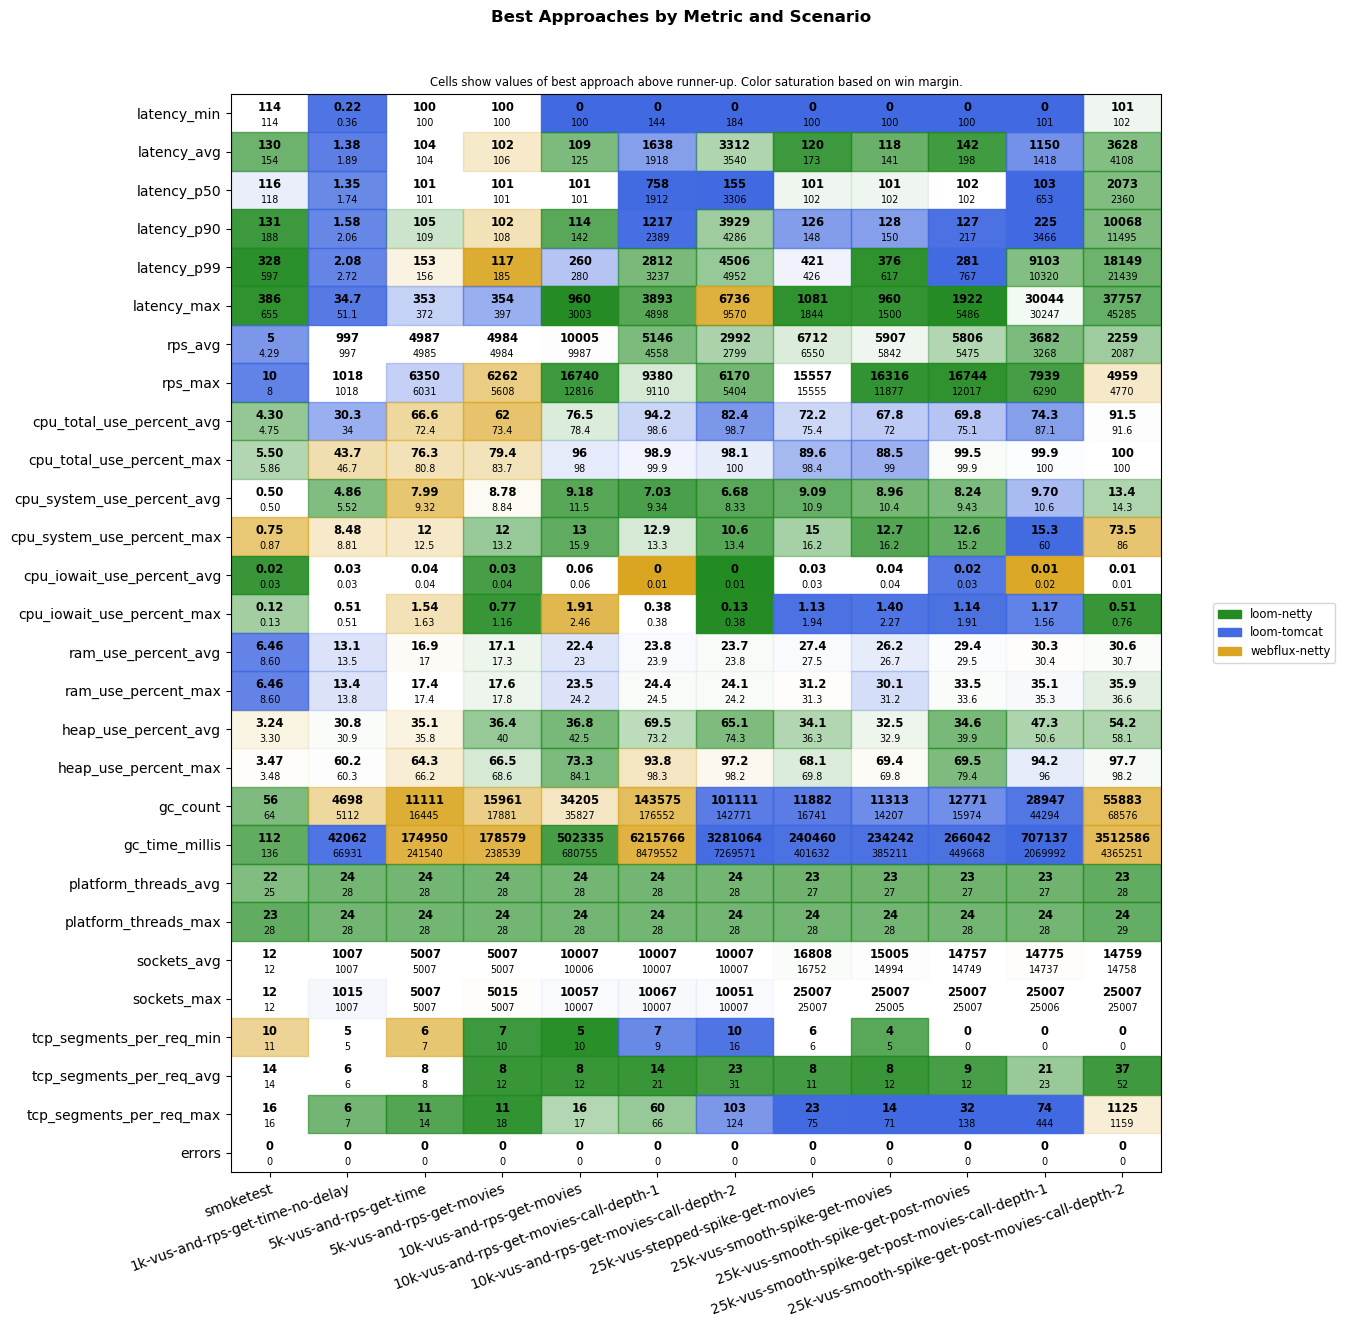 Best Approaches by Metric and Scenario
Cells show values of best approach above runner-up. Color saturation based on win margin.
latency_min 114 0.22 100 100 0 0 0 0 0 0 0 101
114 0.36 100 100 100 144 184 100 100 100 101 102
latency_avg 130 1.38 104 102 109 1638 3312 120 118 142 1150 3628
154 1.89 104 106 125 1918 3540 173 141 198 1418 4108
latency_p50 116 1.35 101 101 101 758 155 101 101 102 103 2073
118 1.74 101 101 101 1912 3306 102 102 102 653 2360
latency_p90 131 1.58 105 102 114 1217 3929 126 128 127 225 10068
188 2.06 109 108 142 2389 4286 148 150 217 3466 11495
latency_p99 328 2.08 153 117 260 2812 4506 421 376 281 9103 18149
597 2.72 156 185 280 3237 4952 426 617 767 10320 21439
latency_max 386 34.7 353 354 960 3893 6736 1081 960 1922 30044 37757
655 51.1 372 397 3003 4898 9570 1844 1500 5486 30247 45285
rps_avg 5 997 4987 4984 10005 5146 2992 6712 5907 5806 3682 2259
4.29 997 4985 4984 9987 4558 2799 6550 5842 5475 3268 2087
rps_max 10 1018 6350 6262 16740 9380 6170 15557 16316 16744 7939 4959
8 1018 6031 5608 12816 9110 5404 15555 11877 12017 6290 4770
cpu_total_use_percent_avg 4.30 30.3 66.6 62 76.5 94.2 82.4 72.2 67.8 69.8 74.3 91.5
4.75 34 72.4 73.4 78.4 98.6 98.7 75.4 72 75.1 87.1 91.6
cpu_total_use_percent_max 5.50 43.7 76.3 79.4 96 98.9 98.1 89.6 88.5 99.5 99.9 100
5.86 46.7 80.8 83.7 98 99.9 100 98.4 99 99.9 100 100
cpu_system_use_percent_avg 0.50 4.86 7.99 8.78 9.18 7.03 6.68 9.09 8.96 8.24 9.70 13.4
0.50 5.52 9.32 8.84 11.5 9.34 8.33 10.9 10.4 9.43 10.6 14.3
cpu_system_use_percent_max 0.75 8.48 12 12 13 12.9 10.6 15 12.7 12.6 15.3 73.5
0.87 8.81 12.5 13.2 15.9 13.3 13.4 16.2 16.2 15.2 60 86
cpu_iowait_use_percent_avg 0.02 0.03 0.04 0.03 0.06 0 0 0.03 0.04 0.02 0.01 0.01
0.03 0.03 0.04 0.04 0.06 0.01 0.01 0.03 0.04 0.03 0.02 0.01
cpu_iowait_use_percent_max 0.12 0.51 1.54 0.77 1.91 0.38 0.13 1.13 1.40 1.14 1.17 0.51
0.13 0.51 1.63 1.16 2.46 0.38 0.38 1.94 2.27 1.91 1.56 0.76
ram_use_percent_avg 6.46 13.1 16.9 17.1 22.4 23.8 23.7 27.4 26.2 29.4 30.3 30.6
8.60 13.5 17 17.3 23 23.9 23.8 27.5 26.7 29.5 30.4 30.7
ram_use_percent_max 6.46 13.4 17.4 17.6 23.5 24.4 24.1 31.2 30.1 33.5 35.1 35.9
8.60 13.8 17.4 17.8 24.2 24.5 24.2 31.3 31.2 33.6 35.3 36.6
heap_use_percent_avg 3.24 30.8 35.1 36.4 36.8 69.5 65.1 34.1 32.5 34.6 47.3 54.2
3.30 30.9 35.8 40 42.5 73.2 74.3 36.3 32.9 39.9 50.6 58.1
heap_use_percent_max 3.47 60.2 64.3 66.5 73.3 93.8 97.2 68.1 69.4 69.5 94.2 97.7
3.48 60.3 66.2 68.6 84.1 98.3 98.2 69.8 69.8 79.4 96 98.2
gc_count 56 4698 11111 15961 34205 143575 101111 11882 11313 12771 28947 55883
64 5112 16445 17881 35827 176552 142771 16741 14207 15974 44294 68576
gc_time_millis 112 42062 174950 178579 502335 6215766 3281064 240460 234242 266042 707137 3512586
136 66931 241540 238539 680755 8479552 7269571 401632 385211 449668 2069992 4365251
platform_threads_avg 22 24 24 24 24 24 24 24 23 23 23 23
25 28 28 28 28 28 28 27 27 27 27 28
platform_threads_max 23 24 24 24 24 24 24 24 24 24 24 24
28 28 28 28 28 28 28 28 28 28 28 29
sockets_avg 12 1007 5007 5007 10007 10007 10007 16808 15005 14757 14775 14759
12 1007 5007 5007 10006 10007 10007 16752 14994 14749 14737 14758
sockets_max 12 1015 5007 5015 10057 10067 10051 25007 25007 25007 25007 25007
12 1007 5007 5007 10007 10007 10007 25007 25005 25007 25006 25007
tcp_segments_per_req_min 10 5 6 7 5 7 10 6 4 0 0 0
11 5 7 10 10 9 16 6 5 0 0 0
tcp_segments_per_req_avg 14 6 8 8 8 14 23 8 8 9 21 37
14 6 8 12 12 21 31 11 12 12 23 52
tcp_segments_per_req_max 16 6 11 11 16 60 103 23 14 32 74 1125
16 7 14 18 17 66 124 75 71 138 444 1159
errors 0 0 0 0 0 0 0 0 0 0 0 0
0 0 0 0 0 0 0 0 0 0 0 0
smoketest
1k-vus-and-rps-get-time-no-delay
5k-vus-and-rps-get-time
5k-vus-and-rps-get-movies
10k-vus-and-rps-get-movies
10k-vus-and-rps-get-movies-call-depth-1
10k-vus-and-rps-get-movies-call-depth-2
25k-vus-stepped-spike-get-movies
25k-vus-smooth-spike-get-movies
25k-vus-smooth-spike-get-post-movies
25k-vus-smooth-spike-get-post-movies-call-depth-1
25k-vus-smooth-spike-get-post-movies-call-depth-2
loom-netty
loom-tomcat
webflux-netty